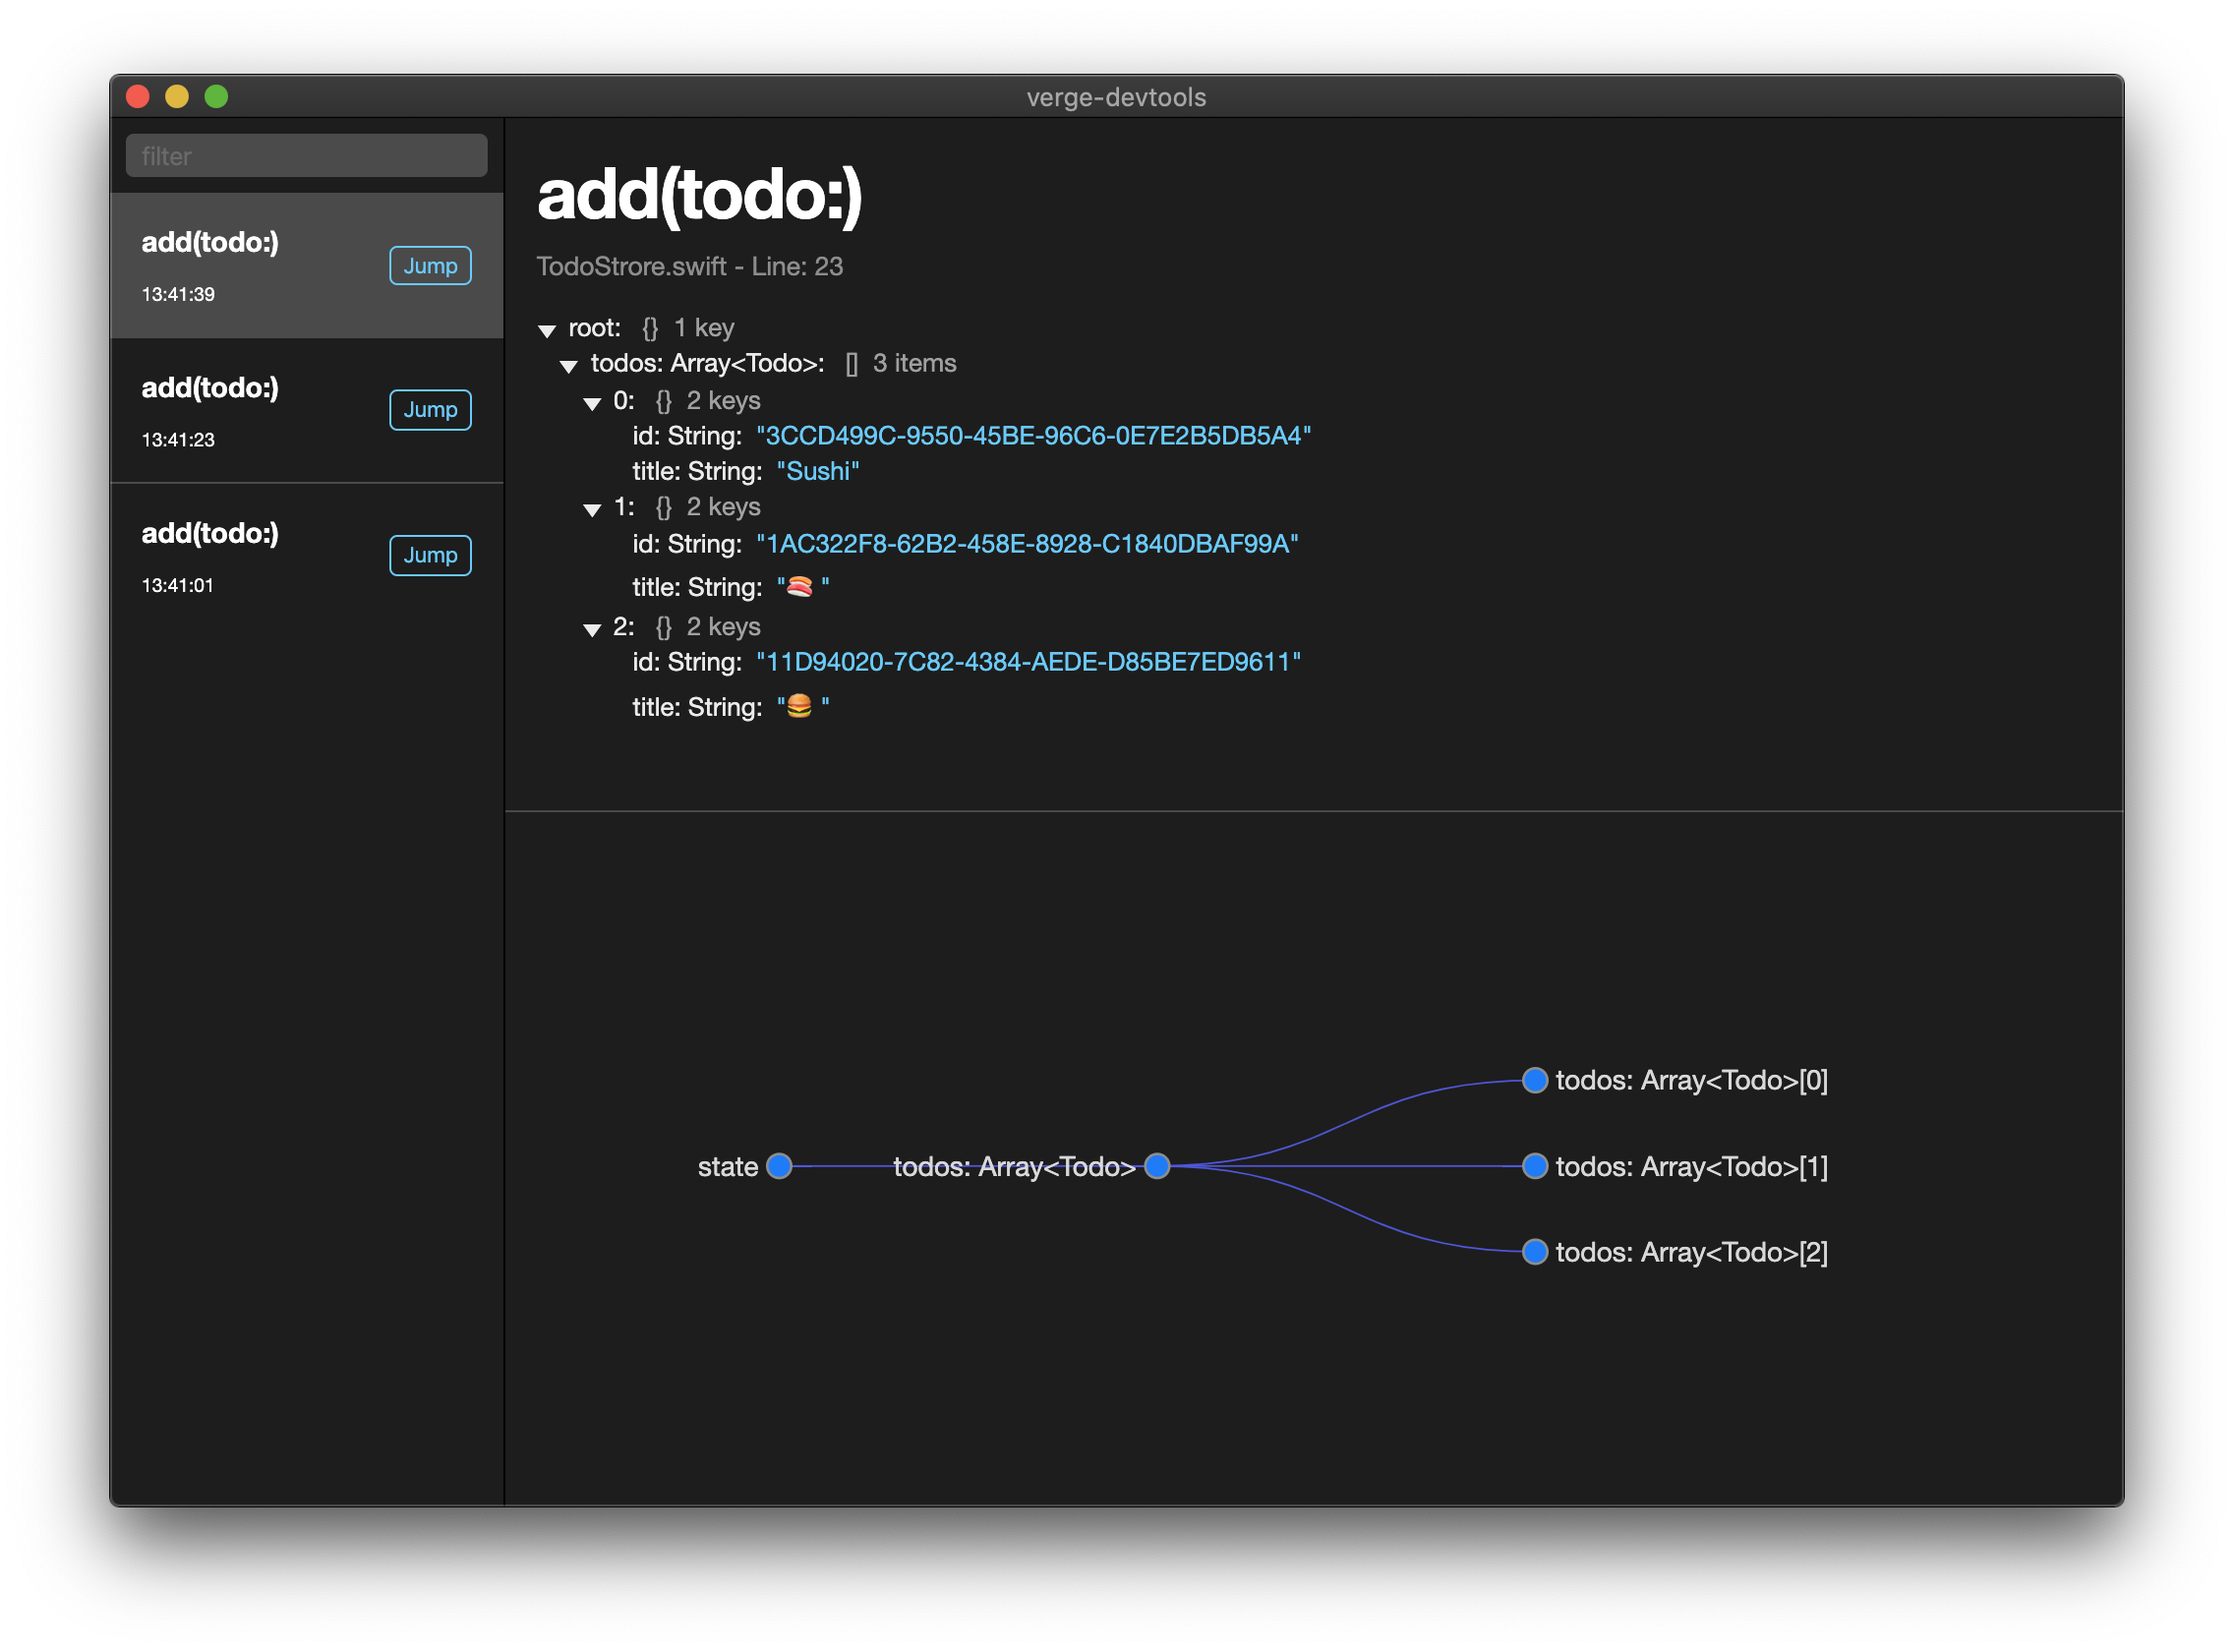 verge-devtools
filter
add(todo:)
Jump
13:41:39
add(todo:)
Jump
13:41:23
add(todo:)
Jump
13:41:01
add(todo:)
TodoStrore.swift - Line: 23
root: {} 1 key
todos: Array<Todo>: [] 3 items
0: {} 2 keys
id: String: "3CCD499C-9550-45BE-96C6-0E7E2B5DB5A4"
title: String: "Sushi"
1: {} 2 keys
id: String: "1AC322F8-62B2-458E-8928-C1840DBAF99A"
title: String: "🍣 "
2: {} 2 keys
id: String: "11D94020-7C82-4384-AEDE-D85BE7ED9611"
title: String: "🍔 "
todos: Array<Todo>[0]
state
todos: Array<Todo>
todos: Array<Todo>[1]
todos: Array<Todo>[2]